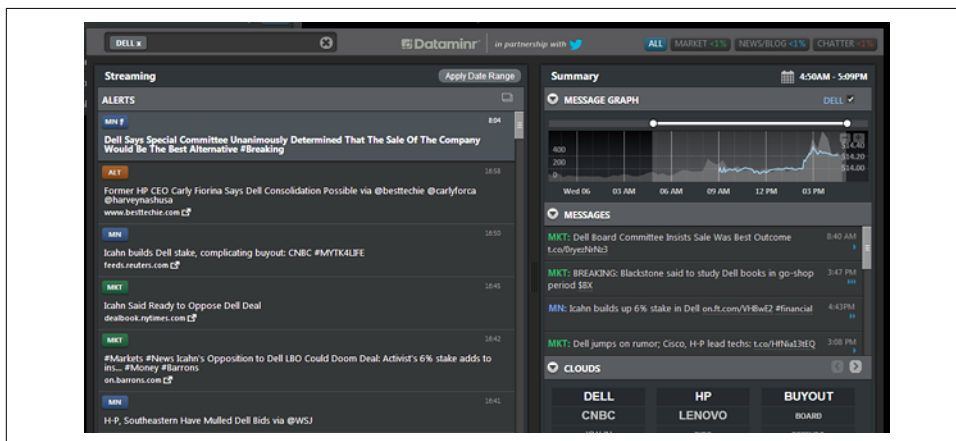 DELL x
Dataminr
in partnership with
ALL
MARKET <1%
NEWS/BLOG <1%
CHATTER <1%
Streaming
Apply Date Range
ALERTS
MN
8:04
Dell Says Special Committee Unanimously Determined That The Sale Of The Company
Would Be The Best Alternative #Breaking
ALT
16:58
Former HP CEO Carly Fiorina Says Dell Consolidation Possible via @besttechie @carlyforca
@harveynashusa
www.besttechie.com
MN
16:50
Icahn builds Dell stake, complicating buyout: CNBC #MYTK4LIFE
feeds.reuters.com
MKT
16:45
Icahn Said Ready to Oppose Dell Deal
dealbook.nytimes.com
MKT
16:42
#Markets #News Icahn's Opposition to Dell LBO Could Doom Deal: Activist's 6% stake adds to
ins... #Money #Barrons
on.barrons.com
MN
16:41
H-P, Southeastern Have Mulled Dell Bids via @WSJ
Summary
4:50AM - 5:09PM
MESSAGE GRAPH
DELL
400
200
0
$14.40
$14.20
$14.00
Wed 06
03 AM
06 AM
09 AM
12 PM
03 PM
MESSAGES
MKT: Dell Board Committee Insists Sale Was Best Outcome
8:40 AM
MKT: BREAKING: Blackstone said to study Dell books in go-shop
3:47 PM
period $BX
MN: Icahn builds up 6% stake in Dell on.ft.com/VH8wE2 #financial
4:43PM
MKT: Dell jumps on rumor; Cisco, H-P lead techs:
3:08 PM
CLOUDS
DELL
HP
BUYOUT
CNBC
LENOVO
BOARD